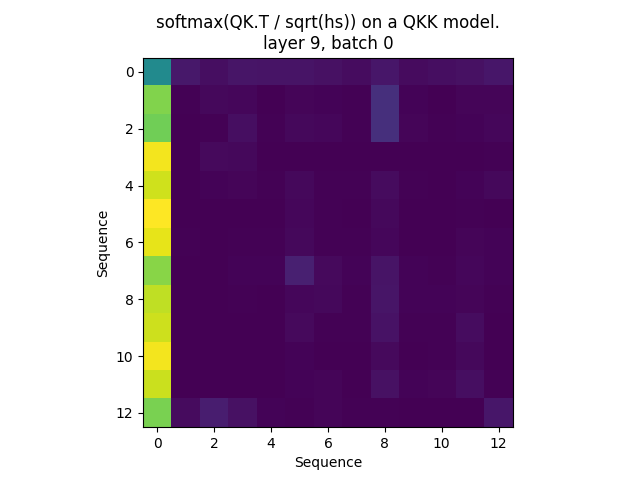 softmax(QK.T / sqrt(hs)) on a QKK model.
layer 9, batch 0
0
2
4
6
8
10
12
Sequence
0 2 4 6 8 10 12
Sequence